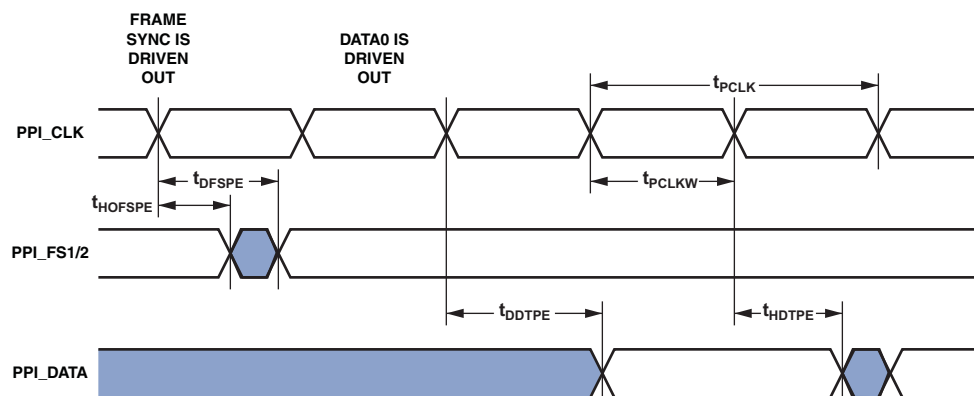 FRAME
SYNC IS
DRIVEN
OUT
DATA0 IS
DRIVEN
OUT
tPCLK
PPI_CLK
tDFSPE
tPCLKW
tHOFSPE
PPI_FS1/2
tDDTPE
tHDTPE
PPI_DATA